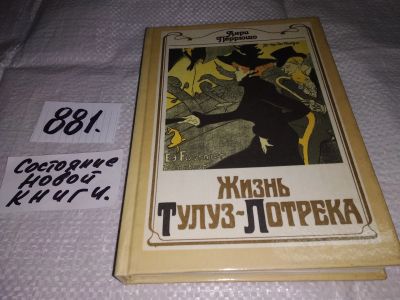 881.
Состояние
новой
книги.
Анри
Перрюшо
Жизнь
Тулуз-Лотрека